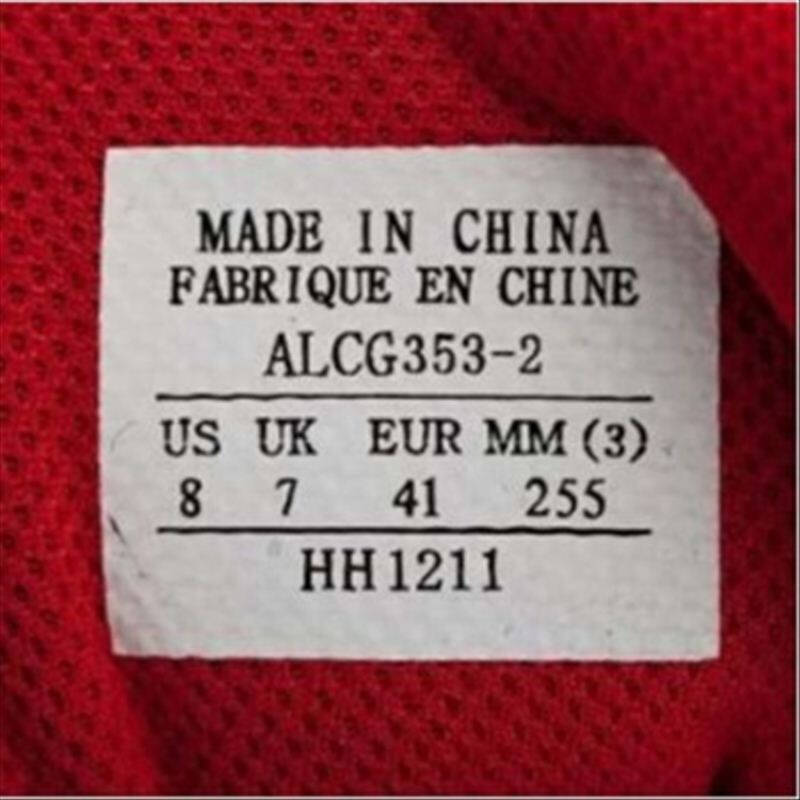 MADE IN CHINA
FABRIQUE EN CHINE
ALCG353-2
US UK EUR MM (3)
8 7 41 255
HH1211